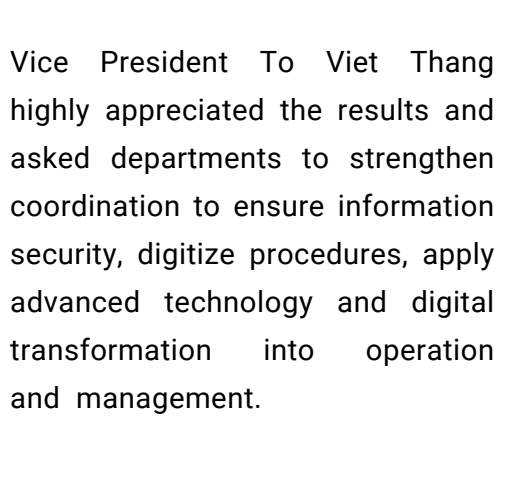 Vice President To Viet Thang
highly appreciated the results and
asked departments to strengthen
coordination to ensure information
security, digitize procedures, apply
advanced technology and digital
transformation into operation
and management.